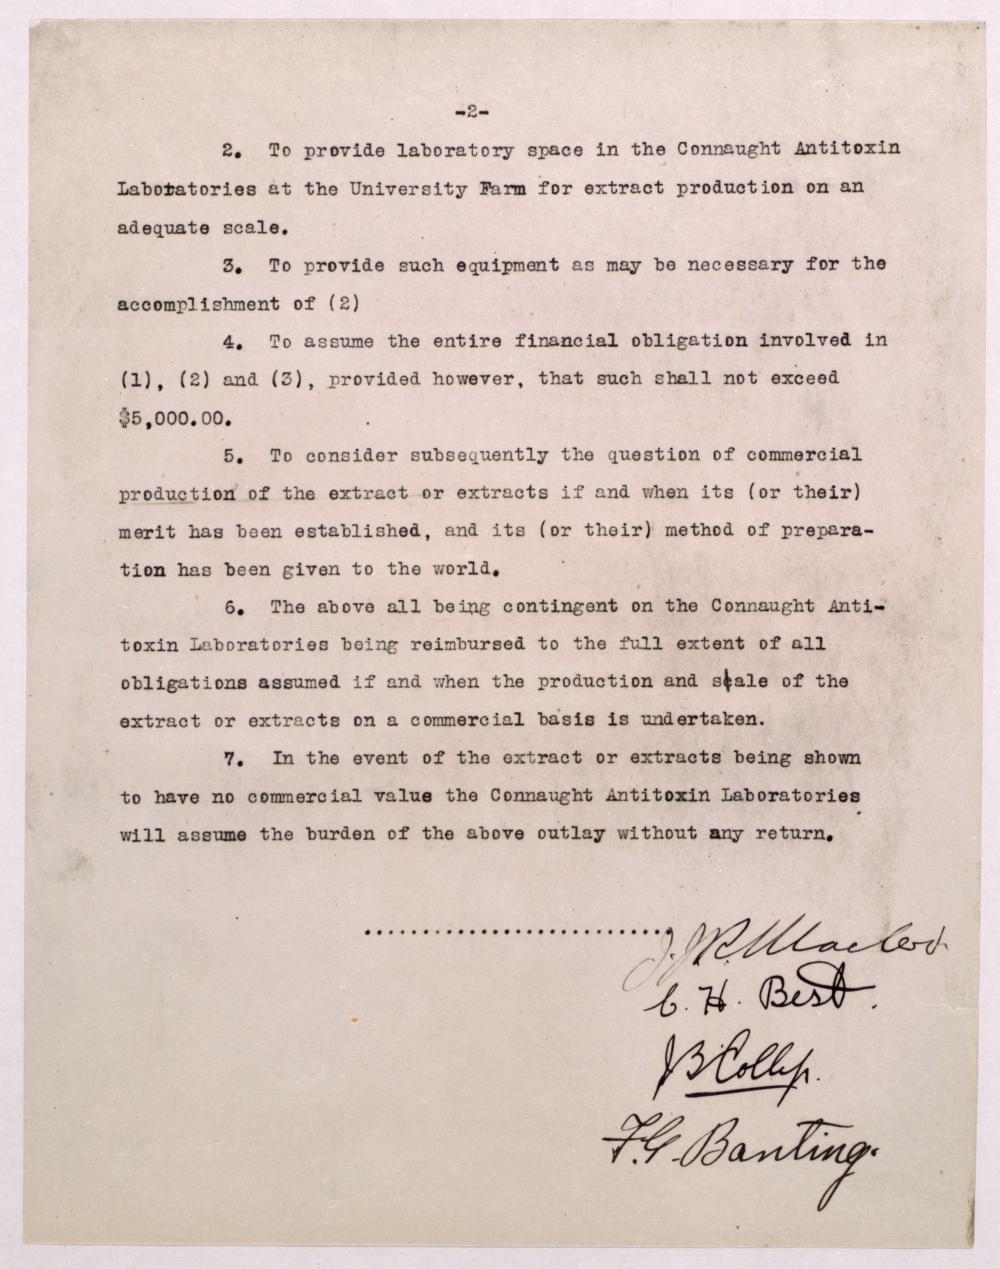 -2-
2. To provide laboratory space in the Connaught Antitoxin
Laboratories at the University Farm for extract production on an
adequate scale.
3. To provide such equipment as may be necessary for the
accomplishment of (2)
4. To assume the entire financial obligation involved in
(1), (2) and (3), provided however, that such shall not exceed
$5,000.00.
5. To consider subsequently the question of commercial
production of the extract or extracts if and when its (or their)
merit has been established, and its (or their) method of prepara-
tion has been given to the world.
6. The above all being contingent on the Connaught Anti-
toxin Laboratories being reimbursed to the full extent of all
obligations assumed if and when the production and scale of the
extract or extracts on a commercial basis is undertaken.
7. In the event of the extract or extracts being shown
to have no commercial value the Connaught Antitoxin Laboratories
will assume the burden of the above outlay without any return.
..........................
J. J. R. Macleod.
C. H. Best.
J B Collip.
F. G. Banting.